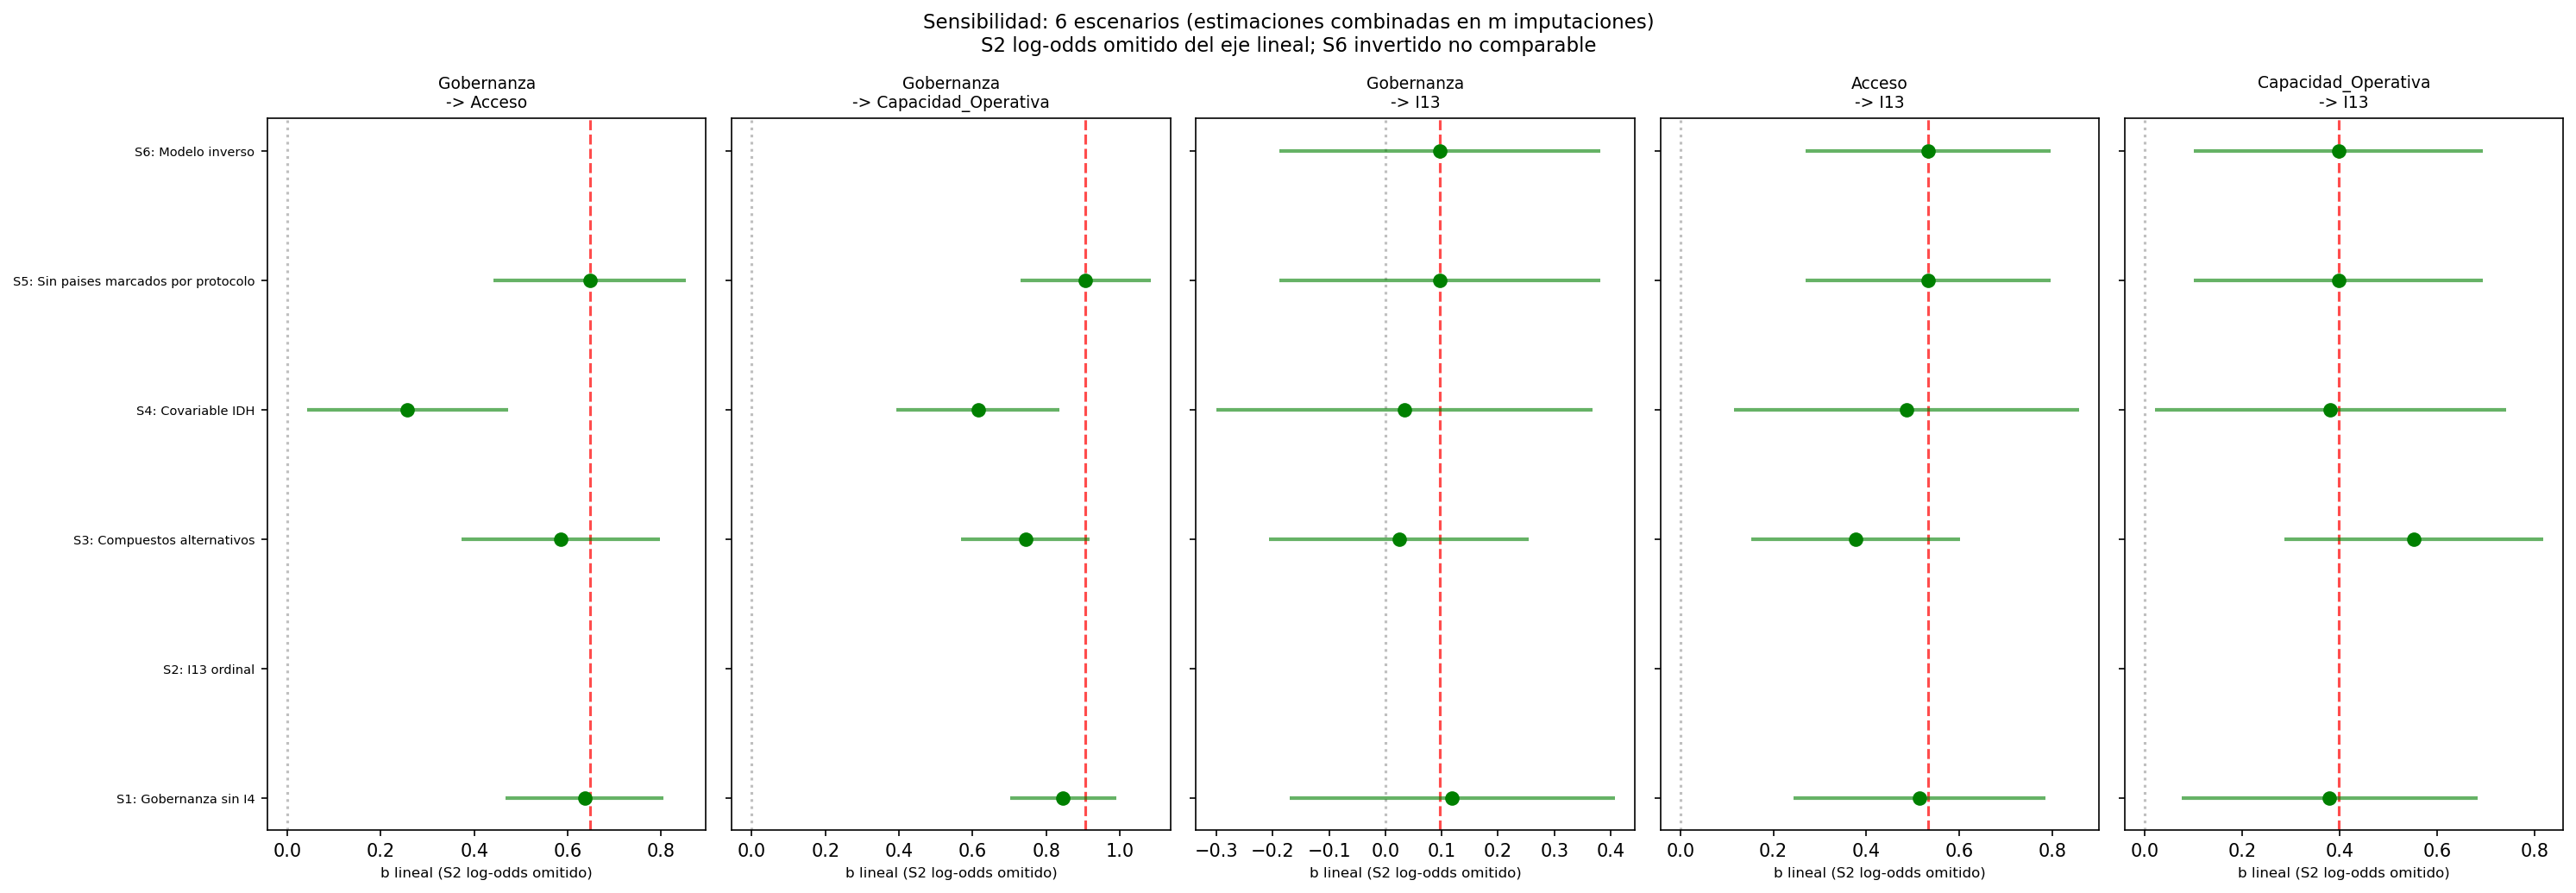 Sensibilidad: 6 escenarios (estimaciones combinadas en m imputaciones)
S2 log-odds omitido del eje lineal; S6 invertido no comparable
Gobernanza
-> Acceso
Gobernanza
-> Capacidad_Operativa
Gobernanza
-> I13
Acceso
-> I13
Capacidad_Operativa
-> I13
S6: Modelo inverso
S5: Sin paises marcados por protocolo
S4: Covariable IDH
S3: Compuestos alternativos
S2: I13 ordinal
S1: Gobernanza sin I4
0.0 0.2 0.4 0.6 0.8
0.0 0.2 0.4 0.6 0.8 1.0
−0.3 −0.2 −0.1 0.0 0.1 0.2 0.3 0.4
0.0 0.2 0.4 0.6 0.8
0.0 0.2 0.4 0.6 0.8
b lineal (S2 log-odds omitido)
b lineal (S2 log-odds omitido)
b lineal (S2 log-odds omitido)
b lineal (S2 log-odds omitido)
b lineal (S2 log-odds omitido)